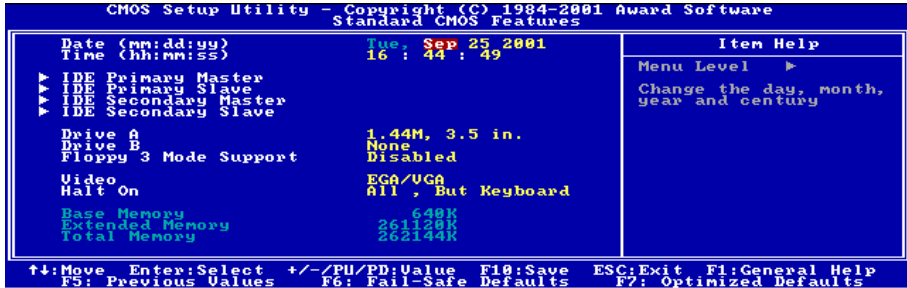 CMOS Setup Utility - Copyright (C) 1984-2001 Award Software
Standard CMOS Features
Date (mm:dd:yy) Tue, Sep 25 2001
Time (hh:mm:ss) 16 : 44 : 49
► IDE Primary Master
► IDE Primary Slave
► IDE Secondary Master
► IDE Secondary Slave
Drive A 1.44M, 3.5 in.
Drive B None
Floppy 3 Mode Support Disabled
Video EGA/VGA
Halt On All , But Keyboard
Base Memory 640K
Extended Memory 261120K
Total Memory 262144K
Item Help
Menu Level ►
Change the day, month,
year and century
↑↓:Move Enter:Select +/-/PU/PD:Value F10:Save ESC:Exit F1:General Help
F5: Previous Values F6: Fail-Safe Defaults F7: Optimized Defaults